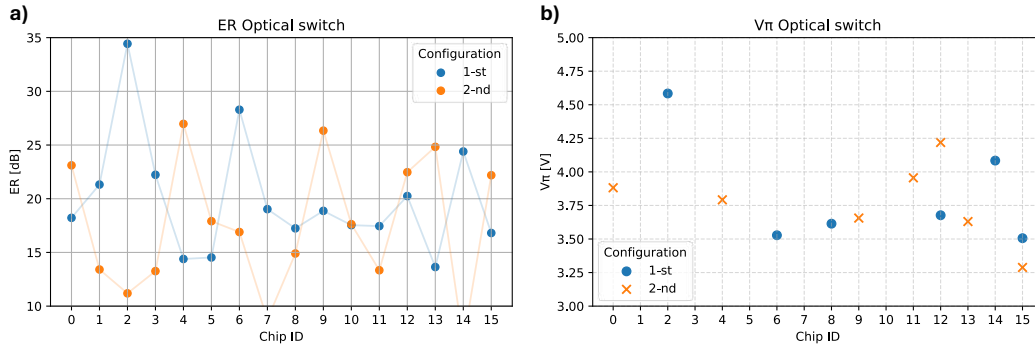 a)
ER Optical switch
ER [dB]
35
30
25
20
15
10
0 1 2 3 4 5 6 7 8 9 10 11 12 13 14 15
Chip ID
Configuration
1-st
2-nd
b)
Vπ Optical switch
Vπ [V]
5.00
4.75
4.50
4.25
4.00
3.75
3.50
3.25
3.00
0 1 2 3 4 5 6 7 8 9 10 11 12 13 14 15
Chip ID
Configuration
1-st
2-nd